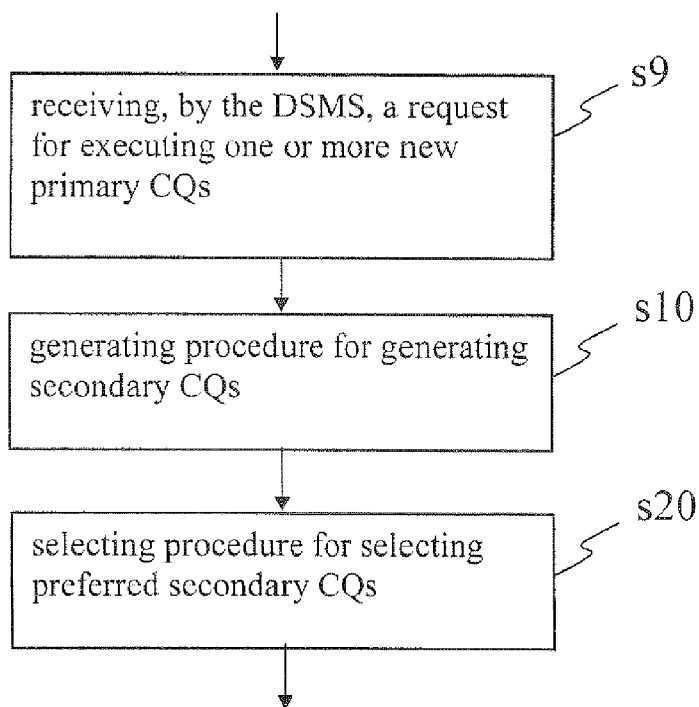 receiving, by the DSMS, a request
for executing one or more new
primary CQs
s9
generating procedure for generating
secondary CQs
s10
selecting procedure for selecting
preferred secondary CQs
s20